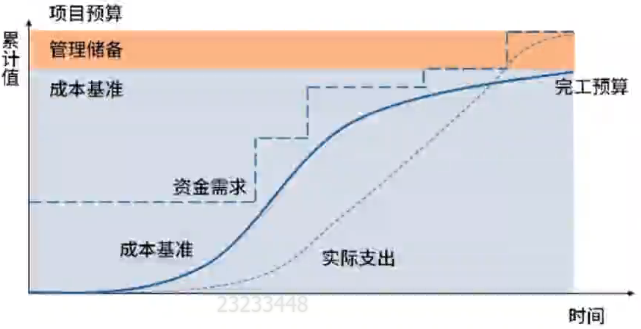 项目预算
累计值
管理储备
成本基准
完工预算
资金需求
成本基准
实际支出
23233448
时间